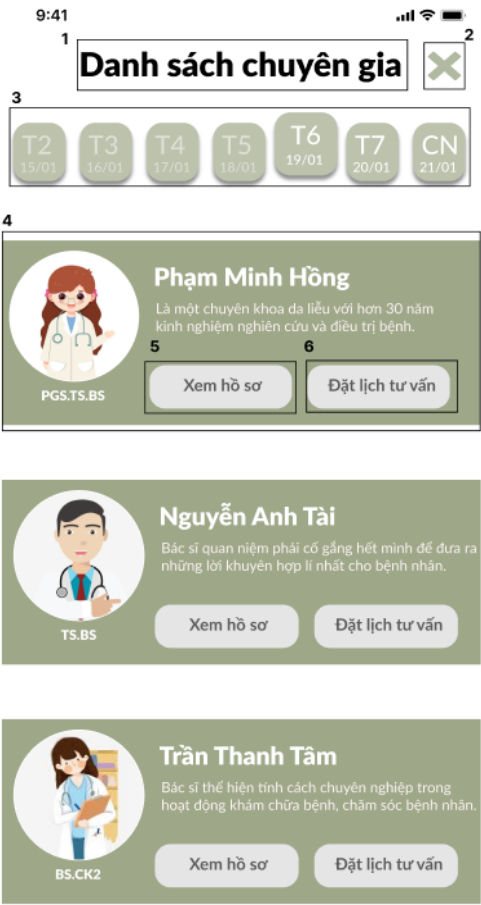 9:41
1
2
Danh sách chuyên gia
3
T2 T3 T4 T5 T6 T7 CN
15/01 16/01 17/01 18/01 19/01 20/01 21/01
4
Phạm Minh Hồng
Là một chuyên khoa da liễu với hơn 30 năm
kinh nghiệm nghiên cứu và điều trị bệnh.
5 6
Xem hồ sơ Đặt lịch tư vấn
PGS.TS.BS
Nguyễn Anh Tài
Bác sĩ quan niệm phải cố gắng hết mình để đưa ra
những lời khuyên hợp lí nhất cho bệnh nhân.
Xem hồ sơ Đặt lịch tư vấn
TS.BS
Trần Thanh Tâm
Bác sĩ thể hiện tính cách chuyên nghiệp trong
hoạt động khám chữa bệnh, chăm sóc bệnh nhân.
Xem hồ sơ Đặt lịch tư vấn
BS.CK2